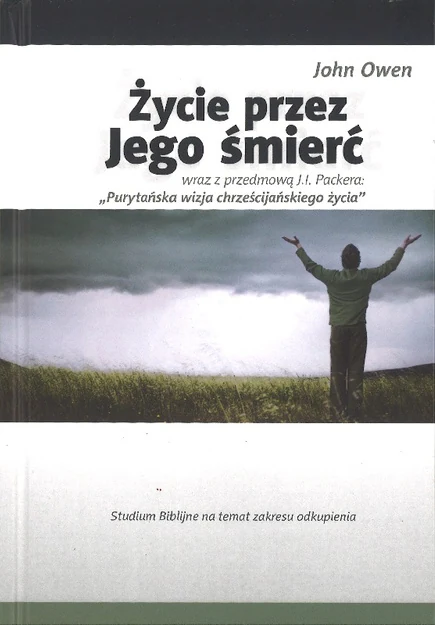 John Owen
Życie przez
Jego śmierć
wraz z przedmową J.I. Packera:
„Purytańska wizja chrześcijańskiego życia”
Studium Biblijne na temat zakresu odkupienia